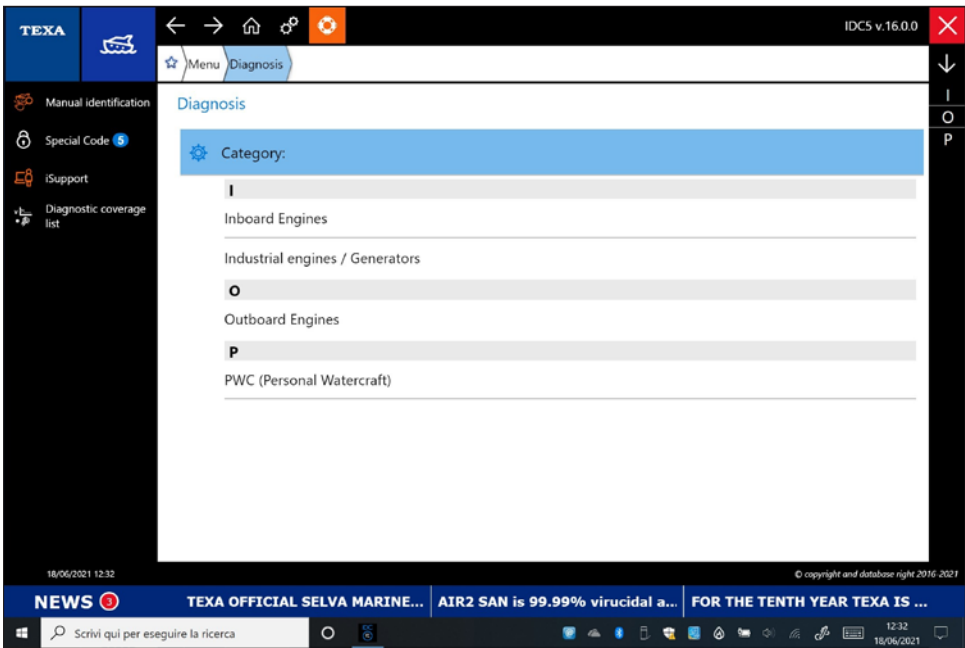 TEXA
IDC5 v.16.0.0
Menu
Diagnosis
Manual identification
Special Code 5
iSupport
Diagnostic coverage
list
Diagnosis
Category:
I
Inboard Engines
Industrial engines / Generators
O
Outboard Engines
P
PWC (Personal Watercraft)
I
O
P
18/06/2021 12:32
© copyright and database right 2016-2021
NEWS 3
TEXA OFFICIAL SELVA MARINE...
AIR2 SAN is 99.99% virucidal a...
FOR THE TENTH YEAR TEXA IS ...
Scrivi qui per eseguire la ricerca
12:32
18/06/2021